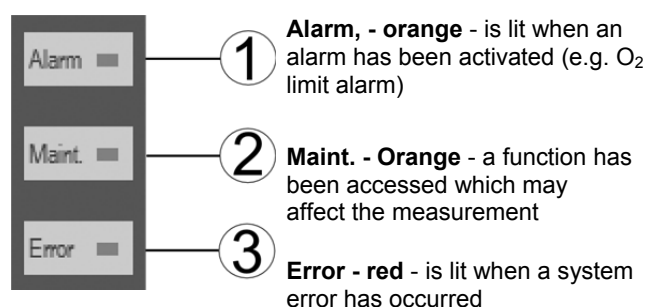 Alarm
1
Alarm, - orange - is lit when an
alarm has been activated (e.g. O₂
limit alarm)
Maint.
2
Maint. - Orange - a function has
been accessed which may
affect the measurement
Error
3
Error - red - is lit when a system
error has occurred